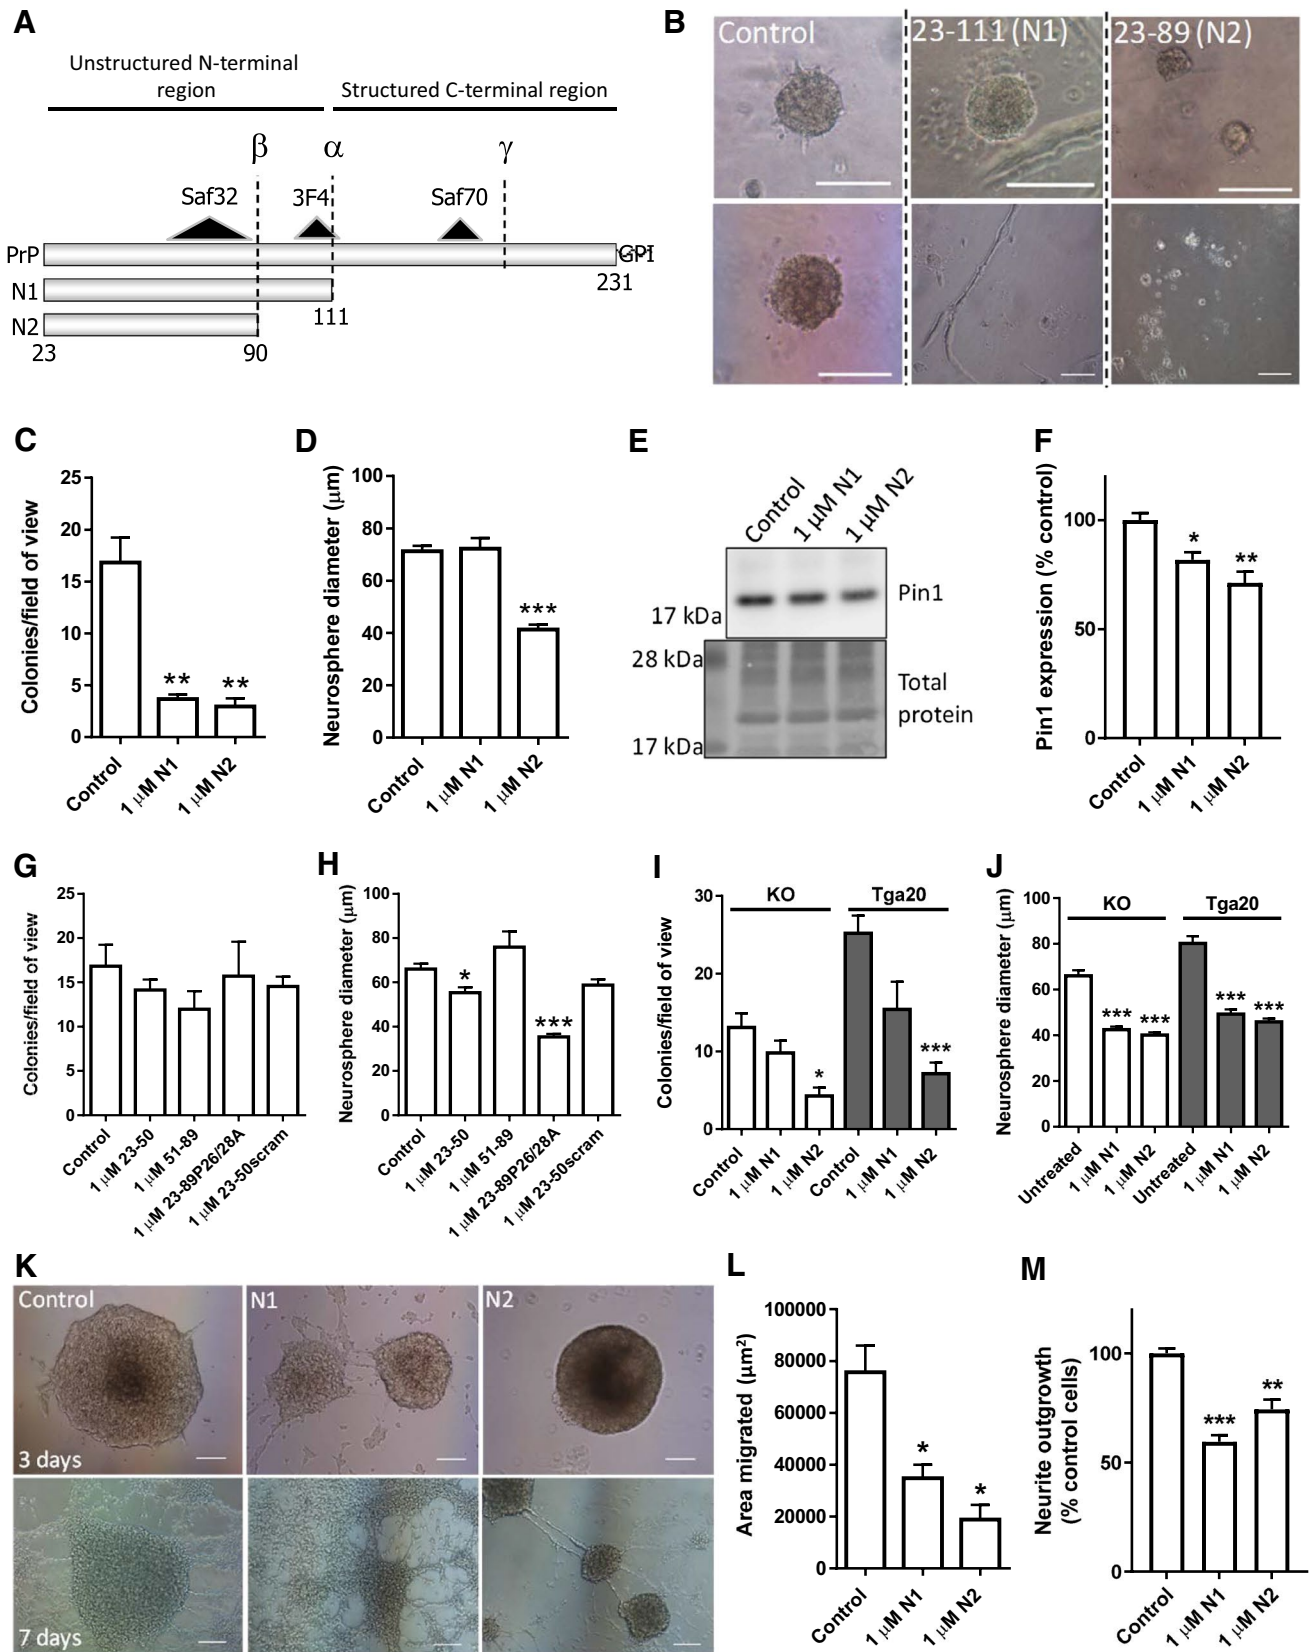 A
Unstructured N-terminal
region
Structured C-terminal region
β
α
γ
Saf32
3F4
Saf70
PrP
GPI
N1
231
111
N2
23
90
B
Control
23-111 (N1)
23-89 (N2)
C
Colonies/field of view
25
20
15
10
5
0
**
**
Control
1 μM N1
1 μM N2
D
Neurosphere diameter (μm)
100
80
60
40
20
0
***
Control
1 μM N1
1 μM N2
E
Control
1 μM N1
1 μM N2
Pin1
17 kDa
28 kDa
Total
protein
17 kDa
F
Pin1 expression (% control)
100
50
0
*
**
Control
1 μM N1
1 μM N2
G
Colonies/field of view
25
20
15
10
5
0
Control
1 μM 23-50
1 μM 51-89
1 μM 23-89P26/28A
1 μM 23-50scram
H
Neurosphere diameter (μm)
100
80
60
40
20
0
*
***
Control
1 μM 23-50
1 μM 51-89
1 μM 23-89P26/28A
1 μM 23-50scram
I
Colonies/field of view
30
20
10
0
KO
Tga20
*
***
Control
1 μM N1
1 μM N2
Control
1 μM N1
1 μM N2
J
Neurosphere diameter (μm)
100
80
60
40
20
0
KO
Tga20
***
***
***
***
Untreated
1 μM N1
1 μM N2
Untreated
1 μM N1
1 μM N2
K
Control
N1
N2
3 days
7 days
L
Area migrated (μm²)
100000
80000
60000
40000
20000
0
*
*
Control
1 μM N1
1 μM N2
M
Neurite outgrowth
(% control cells)
100
50
0
***
**
Control
1 μM N1
1 μM N2